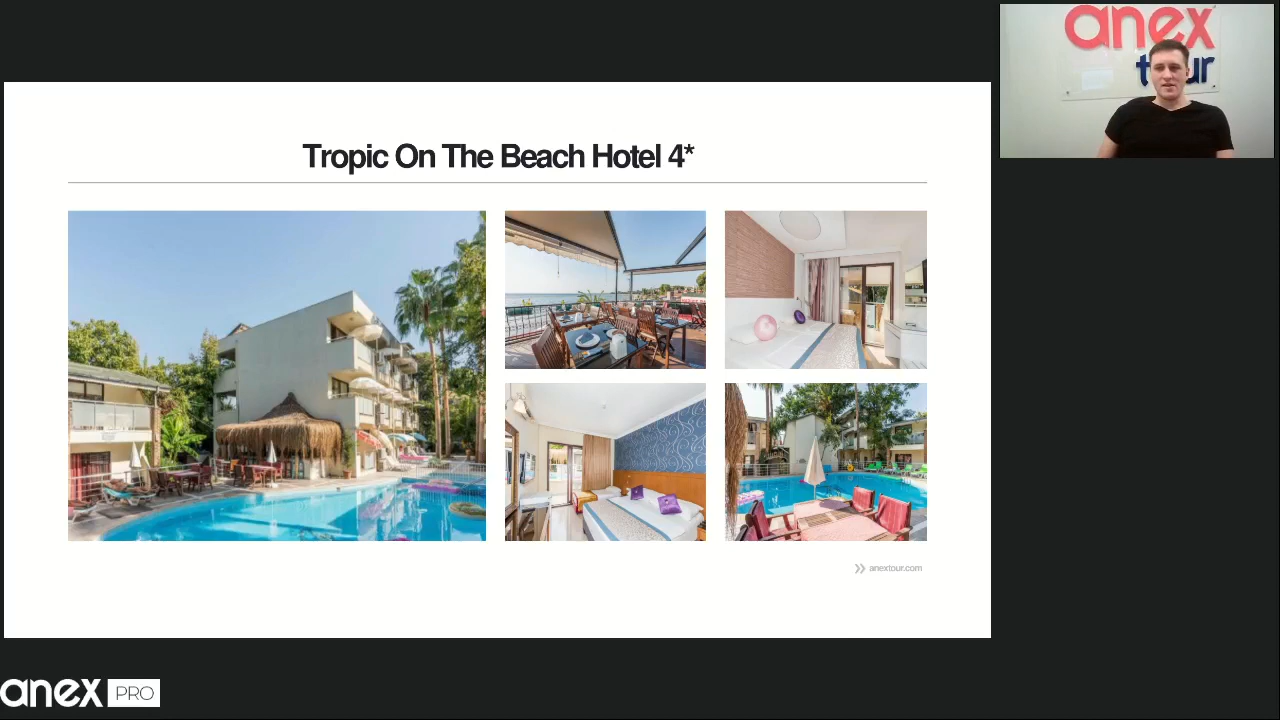 anex
tour
Tropic On The Beach Hotel 4*
anextour.com
anex PRO